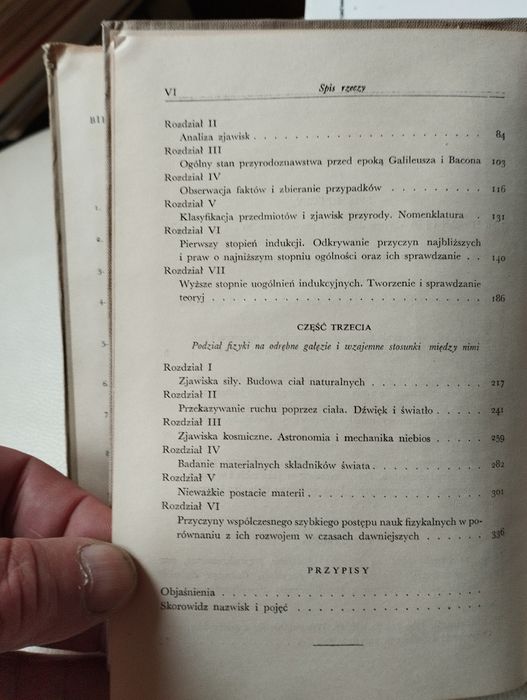 VI Spis rzeczy
Rozdział II
Analiza zjawisk . . . . . . . . . . . . . . . . . . . . . . 84
Rozdział III
Ogólny stan przyrodoznawstwa przed epoką Galileusza i Bacona 103
Rozdział IV
Obserwacja faktów i zbieranie przypadków . . . . . . . . . 116
Rozdział V
Klasyfikacja przedmiotów i zjawisk przyrody. Nomenklatura . 131
Rozdział VI
Pierwszy stopień indukcji. Odkrywanie przyczyn najbliższych
i praw o najniższym stopniu ogólności oraz ich sprawdzanie . . 140
Rozdział VII
Wyższe stopnie uogólnień indukcyjnych. Tworzenie i sprawdzanie
teoryj . . . . . . . . . . . . . . . . . . . . . . . . . . 186
CZĘŚĆ TRZECIA
Podział fizyki na odrębne gałęzie i wzajemne stosunki między nimi
Rozdział I
Zjawiska siły. Budowa ciał naturalnych . . . . . . . . . . . 217
Rozdział II
Przekazywanie ruchu poprzez ciała. Dźwięk i światło . . . . . 241
Rozdział III
Zjawiska kosmiczne. Astronomia i mechanika niebios . . . . . 259
Rozdział IV
Badanie materialnych składników świata . . . . . . . . . . . 282
Rozdział V
Nieważkie postacie materii . . . . . . . . . . . . . . . . . 301
Rozdział VI
Przyczyny współczesnego szybkiego postępu nauk fizykalnych w po-
równaniu z ich rozwojem w czasach dawniejszych . . . . . . 336
PRZYPISY
Objaśnienia . . . . . . . . . . . . . . . . . . . . . . . .
Skorowidz nazwisk i pojęć . . . . . . . . . . . . . . . . .